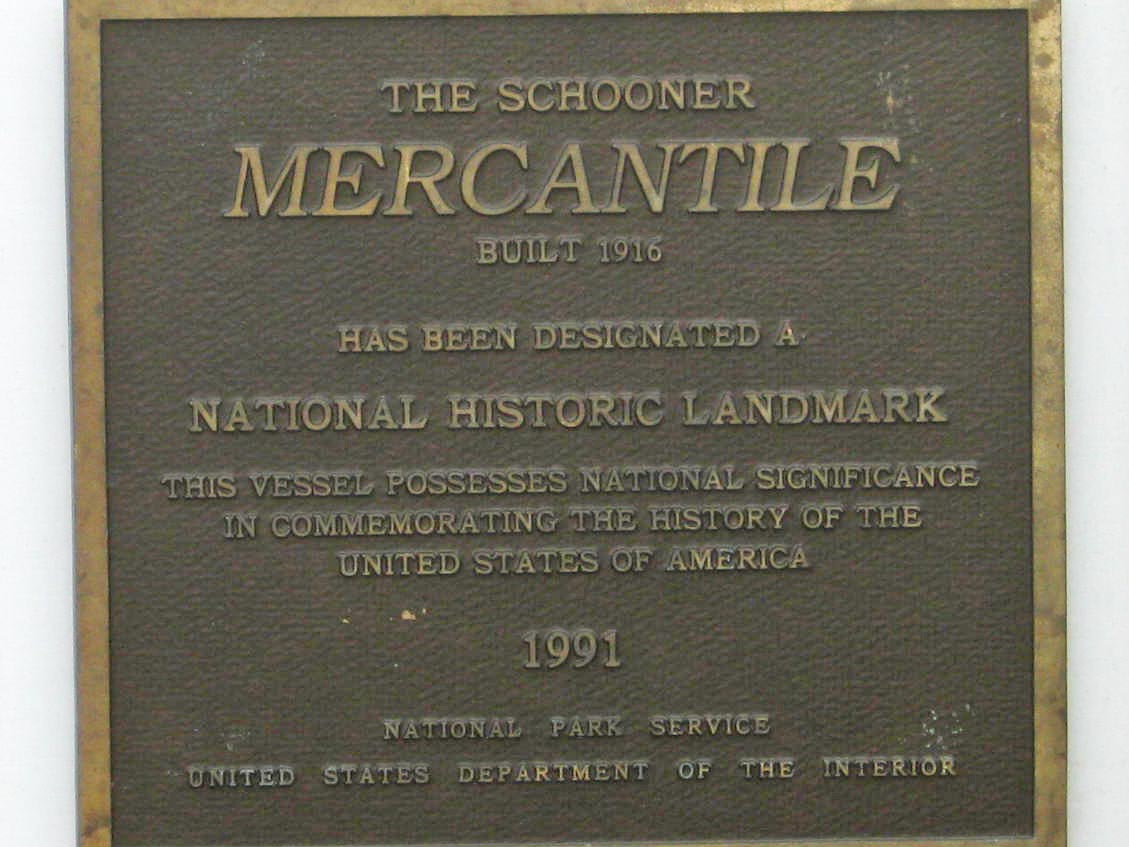 THE SCHOONER
MERCANTILE
BUILT 1916
HAS BEEN DESIGNATED A
NATIONAL HISTORIC LANDMARK
THIS VESSEL POSSESSES NATIONAL SIGNIFICANCE
IN COMMEMORATING THE HISTORY OF THE
UNITED STATES OF AMERICA
1991
NATIONAL PARK SERVICE
UNITED STATES DEPARTMENT OF THE INTERIOR